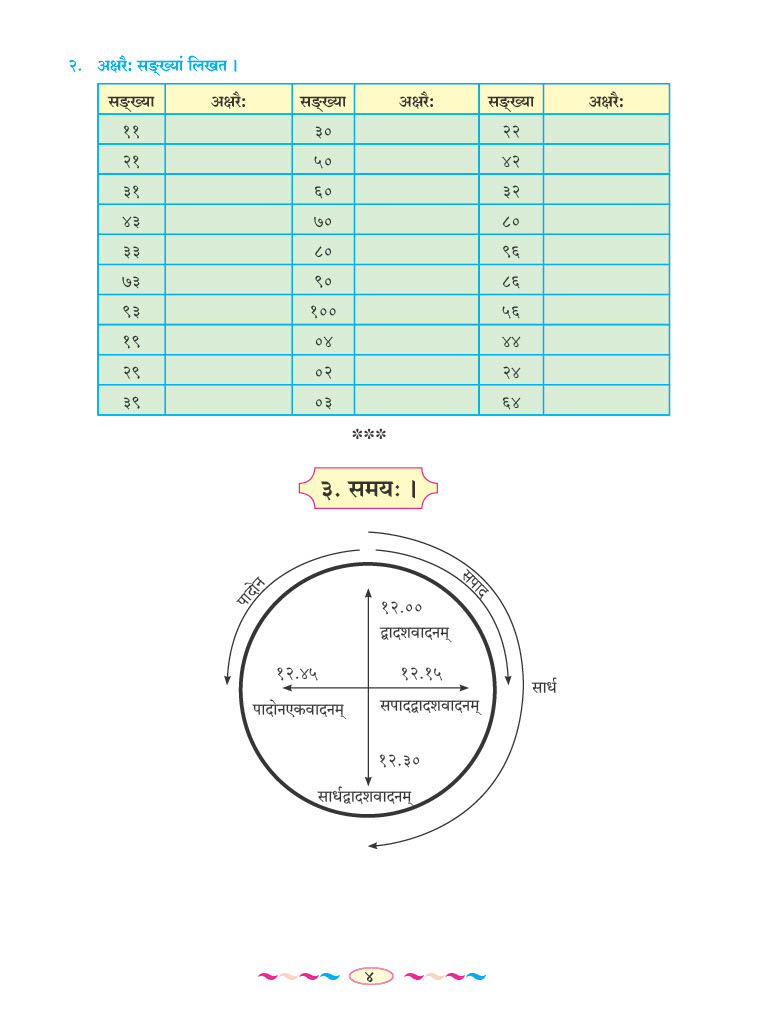 २. अक्षरै: सङ्ख्यां लिखत ।
सङ्ख्या अक्षरै: सङ्ख्या अक्षरै: सङ्ख्या अक्षरै:
११ ३० २२
२१ ५० ४२
३१ ६० ३२
४३ ७० ८०
३३ ८० ९६
७३ ९० ८६
९३ १०० ५६
१९ ०४ ४४
२९ ०२ २४
३९ ०३ ६४
***
३. समयः ।
पादोन सपाद
१२.००
द्वादशवादनम्
१२.४५ १२.१५
सार्ध
पादोनएकवादनम् सपादद्वादशवादनम्
१२.३०
सार्धद्वादशवादनम्
४